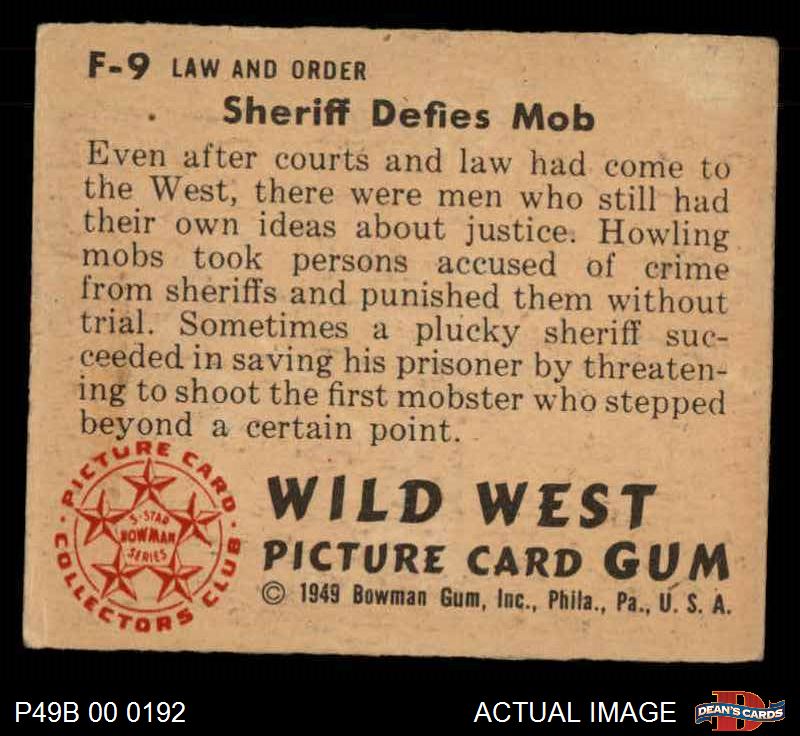 F-9 LAW AND ORDER
Sheriff Defies Mob
Even after courts and law had come to
the West, there were men who still had
their own ideas about justice. Howling
mobs took persons accused of crime
from sheriffs and punished them without
trial. Sometimes a plucky sheriff suc-
ceeded in saving his prisoner by threaten-
ing to shoot the first mobster who stepped
beyond a certain point.
PICTURE CARD
COLLECTORS CLUB
5-STAR
BOWMAN
SERIES
WILD WEST
PICTURE CARD GUM
© 1949 Bowman Gum, Inc., Phila., Pa., U. S. A.
P49B 00 0192
ACTUAL IMAGE
D
DEAN'S CARDS